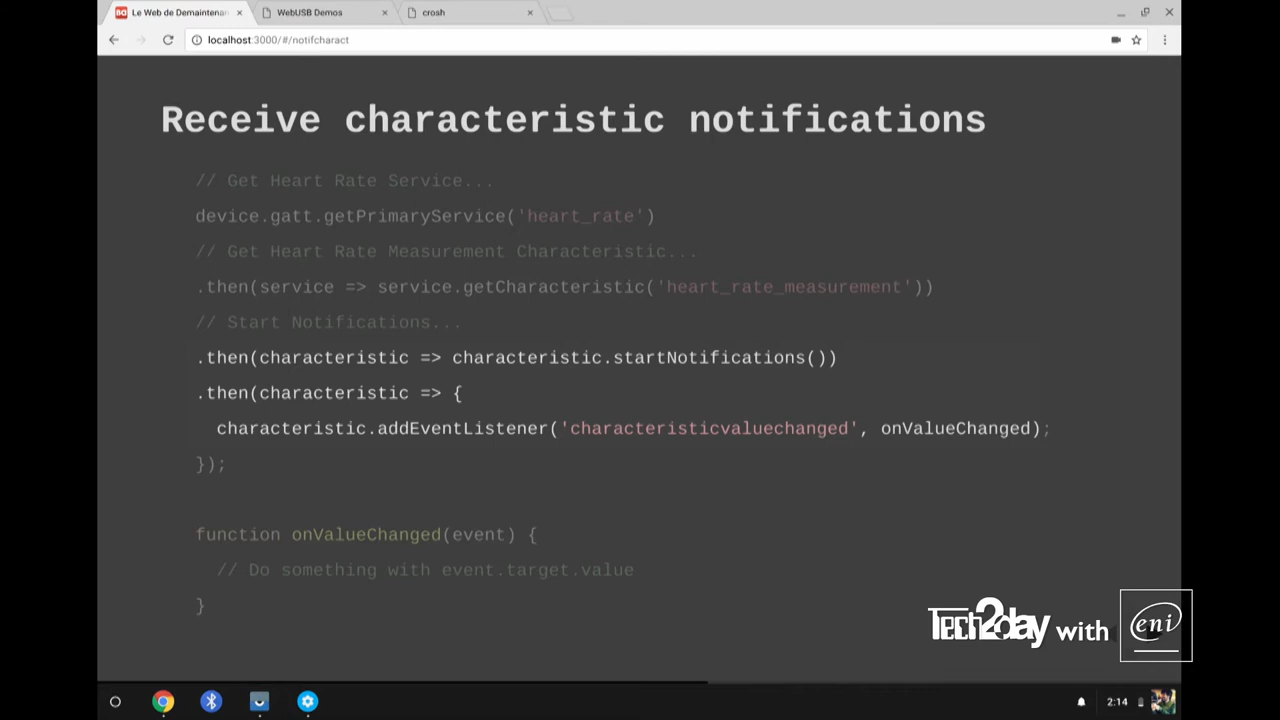 Le Web de Demaintenan
WebUSB Demos
crosh
localhost:3000/#/notifcharact
Receive characteristic notifications
// Get Heart Rate Service...
device.gatt.getPrimaryService('heart_rate')
// Get Heart Rate Measurement Characteristic...
.then(service => service.getCharacteristic('heart_rate_measurement'))
// Start Notifications...
.then(characteristic => characteristic.startNotifications())
.then(characteristic => {
characteristic.addEventListener('characteristicvaluechanged', onValueChanged);
});
function onValueChanged(event) {
// Do something with event.target.value
}
Tech2day with eni
2:14